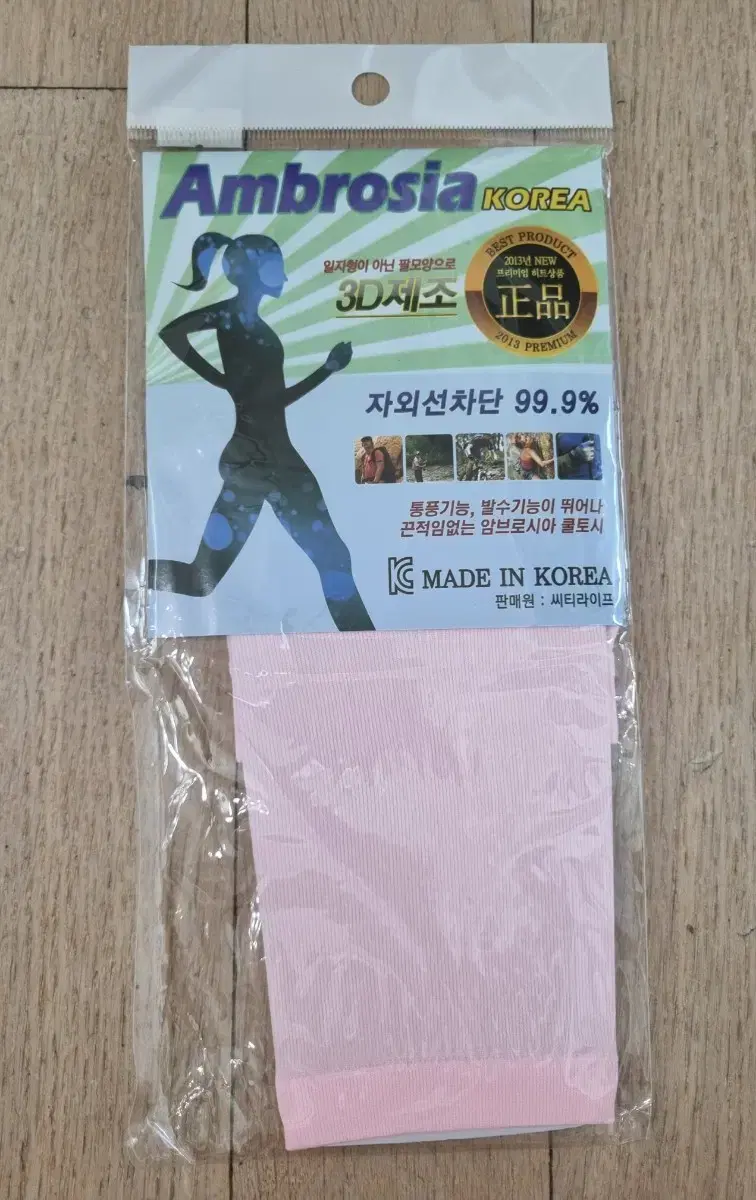 Ambrosia KOREA
BEST PRODUCT
2013년 NEW
프리미엄 히트상품
正品
2013 PREMIUM
일자형이 아닌 팔모양으로
3D제조
자외선차단 99.9%
통풍기능, 발수기능이 뛰어나
끈적임없는 암브로시아 쿨토시
KC MADE IN KOREA
판매원 : 씨티라이프